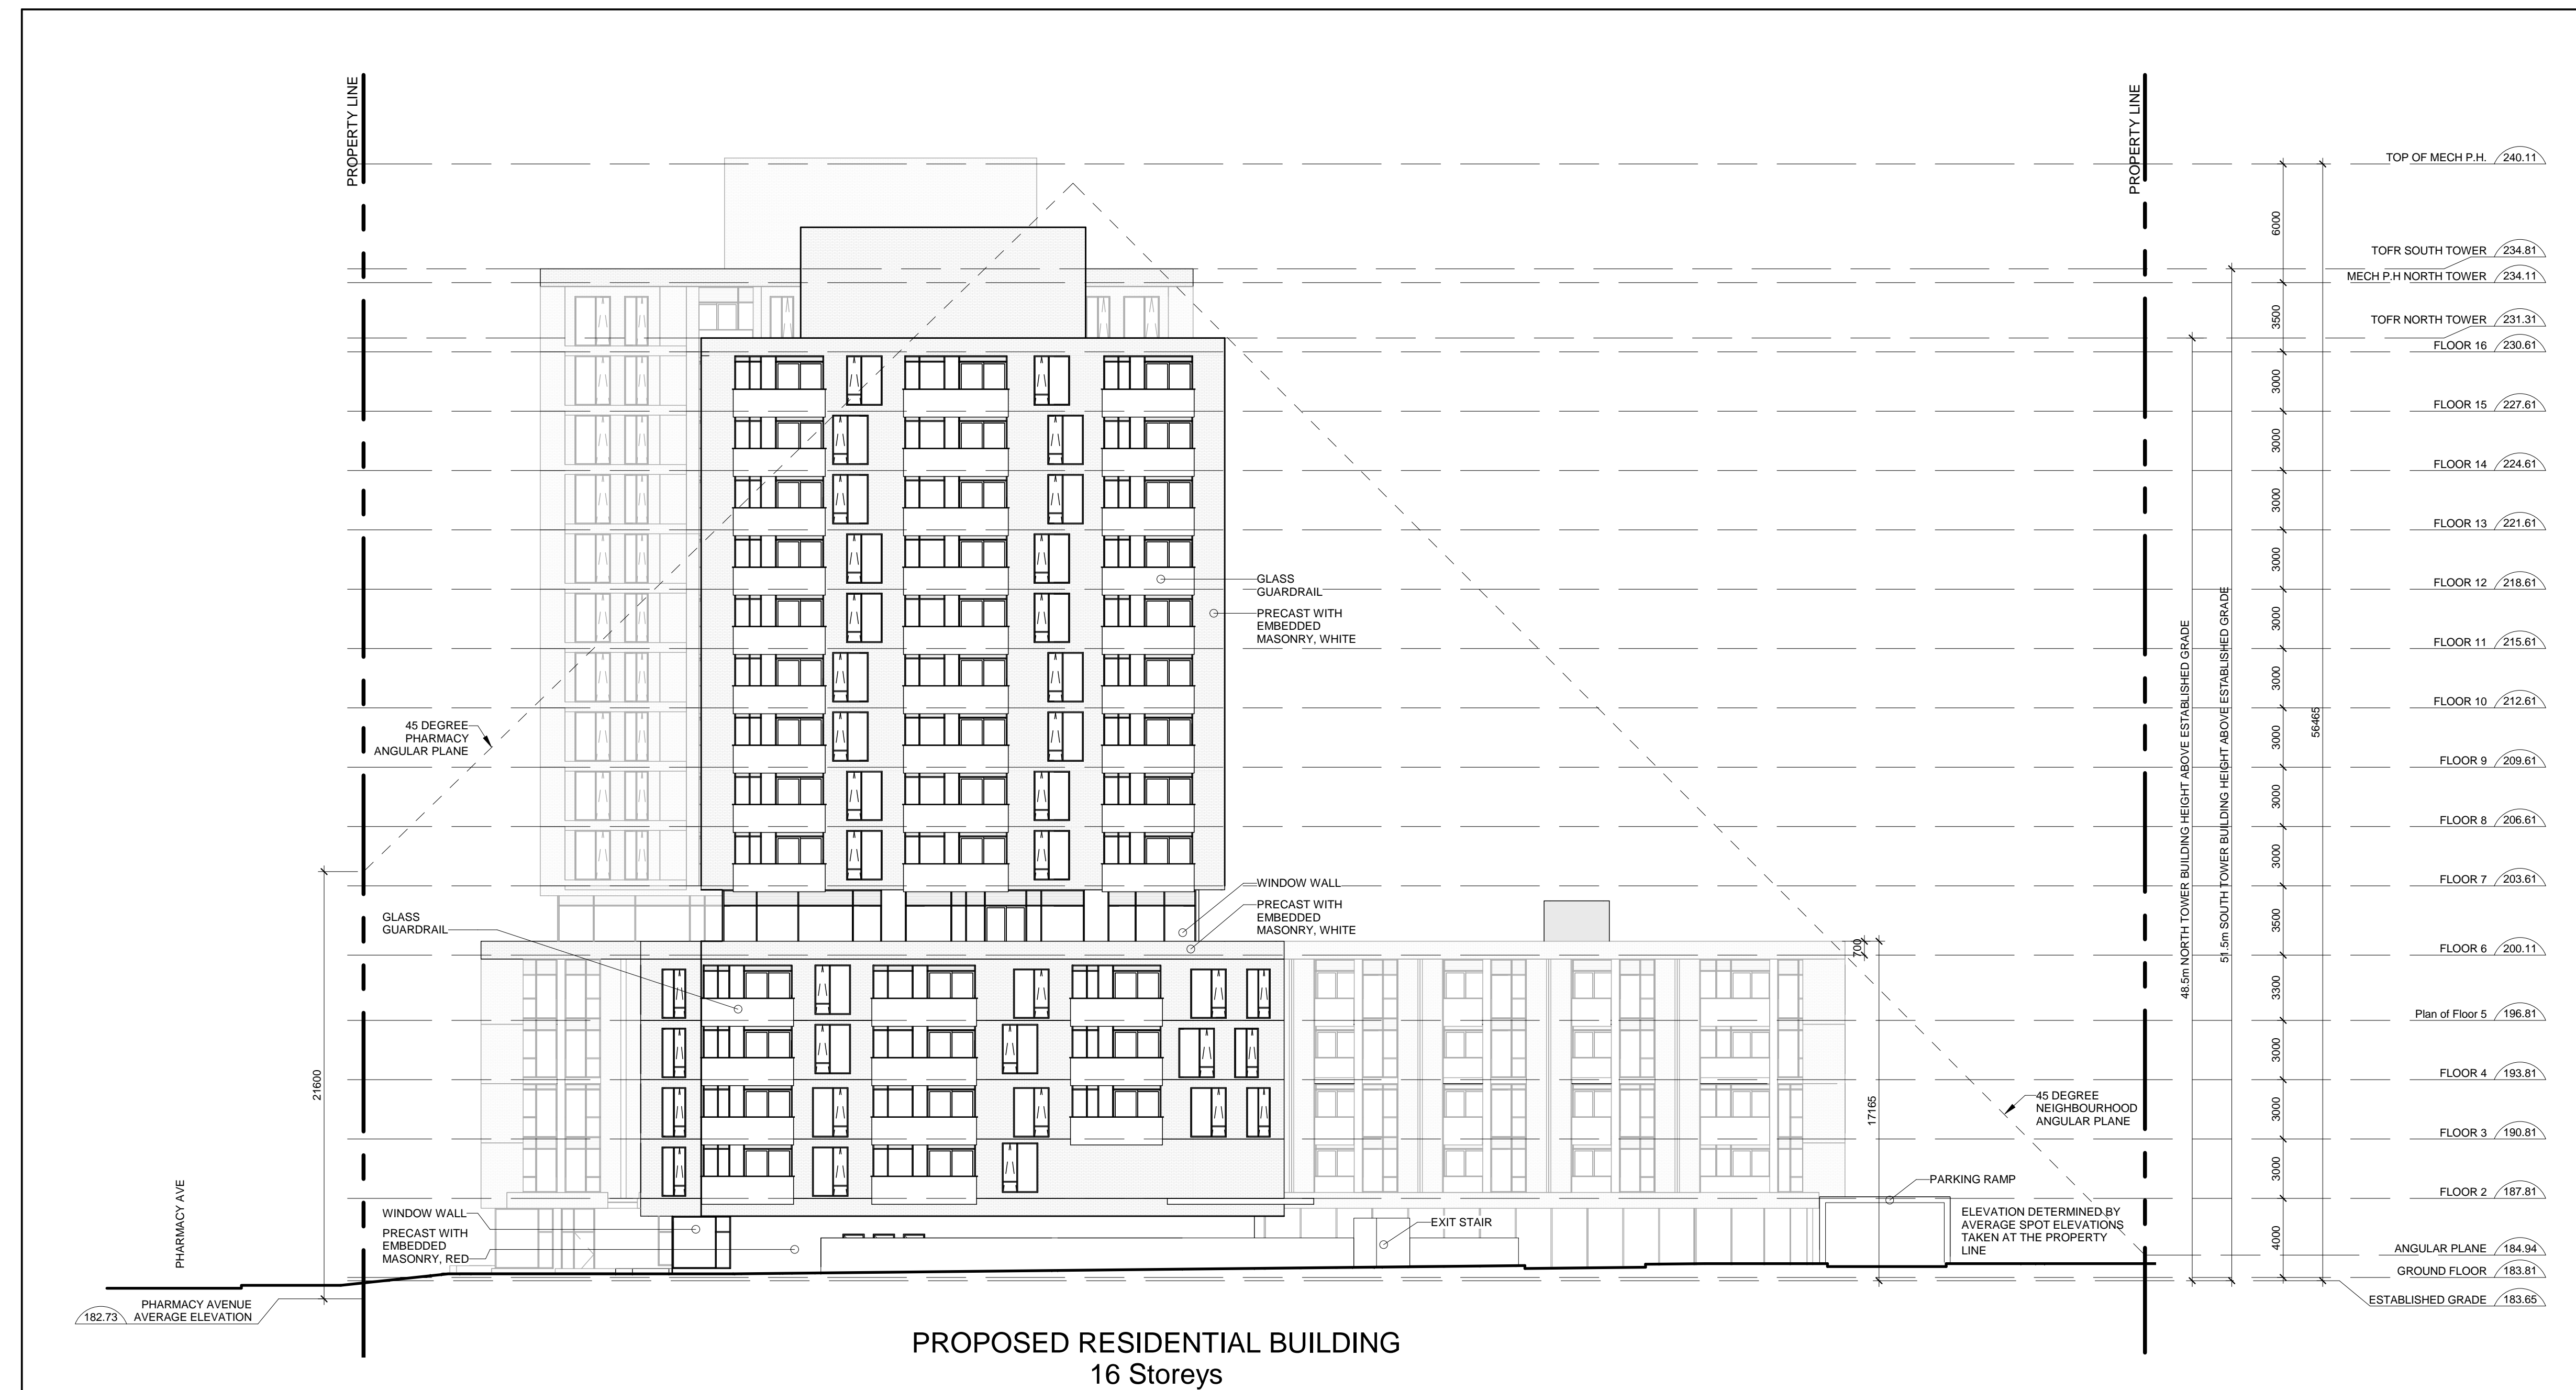 PROPERTY LINE
PROPERTY LINE
TOP OF MECH P.H. 240.11
6000
TOFR SOUTH TOWER 234.81
MECH P.H NORTH TOWER 234.11
3500
TOFR NORTH TOWER 231.31
FLOOR 16 230.61
3000
FLOOR 15 227.61
3000
FLOOR 14 224.61
3000
FLOOR 13 221.61
3000
FLOOR 12 218.61
3000
FLOOR 11 215.61
3000
FLOOR 10 212.61
3000
FLOOR 9 209.61
3000
FLOOR 8 206.61
3000
FLOOR 7 203.61
3500
FLOOR 6 200.11
3300
Plan of Floor 5 196.81
3000
FLOOR 4 193.81
3000
FLOOR 3 190.81
3000
FLOOR 2 187.81
4000
ANGULAR PLANE 184.94
GROUND FLOOR 183.81
ESTABLISHED GRADE 183.65
56465
51.5m SOUTH TOWER BUILDING HEIGHT ABOVE ESTABLISHED GRADE
48.5m NORTH TOWER BUILDING HEIGHT ABOVE ESTABLISHED GRADE
GLASS
GUARDRAIL
PRECAST WITH
EMBEDDED
MASONRY, WHITE
45 DEGREE
PHARMACY
ANGULAR PLANE
WINDOW WALL
PRECAST WITH
EMBEDDED
MASONRY, WHITE
GLASS
GUARDRAIL
700
17165
21600
45 DEGREE
NEIGHBOURHOOD
ANGULAR PLANE
PARKING RAMP
ELEVATION DETERMINED BY
AVERAGE SPOT ELEVATIONS
TAKEN AT THE PROPERTY
LINE
EXIT STAIR
WINDOW WALL
PRECAST WITH
EMBEDDED
MASONRY, RED
PHARMACY AVE
182.73 PHARMACY AVENUE
AVERAGE ELEVATION
PROPOSED RESIDENTIAL BUILDING
16 Storeys